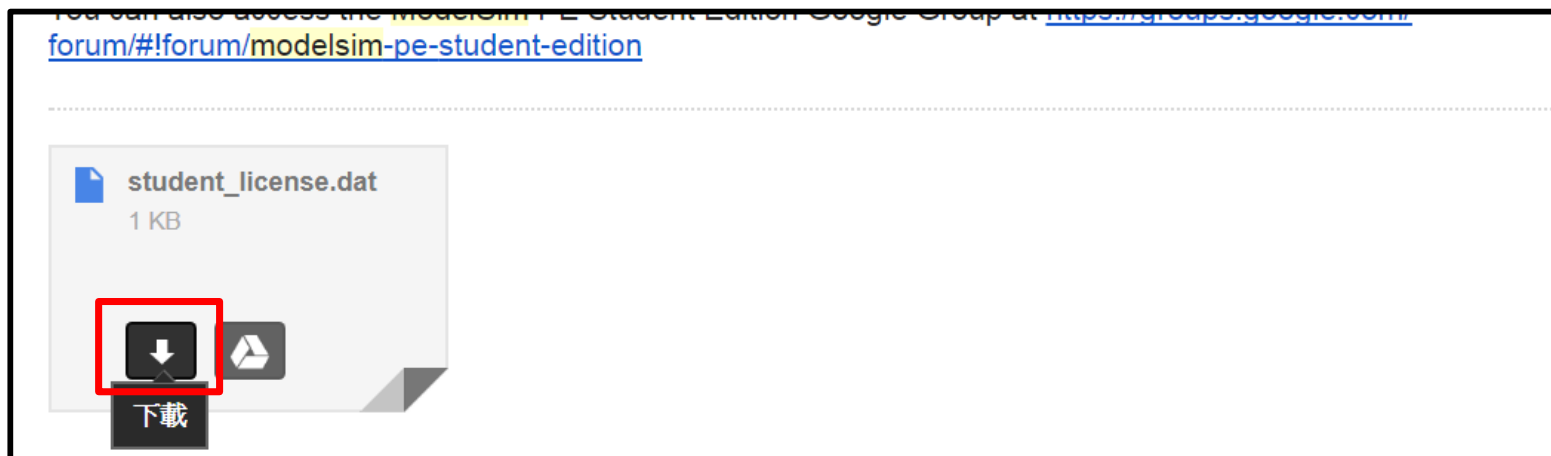 You can also access the ModelSim PE Student Edition Google Group at https://groups.google.com/
forum/#!forum/modelsim-pe-student-edition
student_license.dat
1 KB
下載